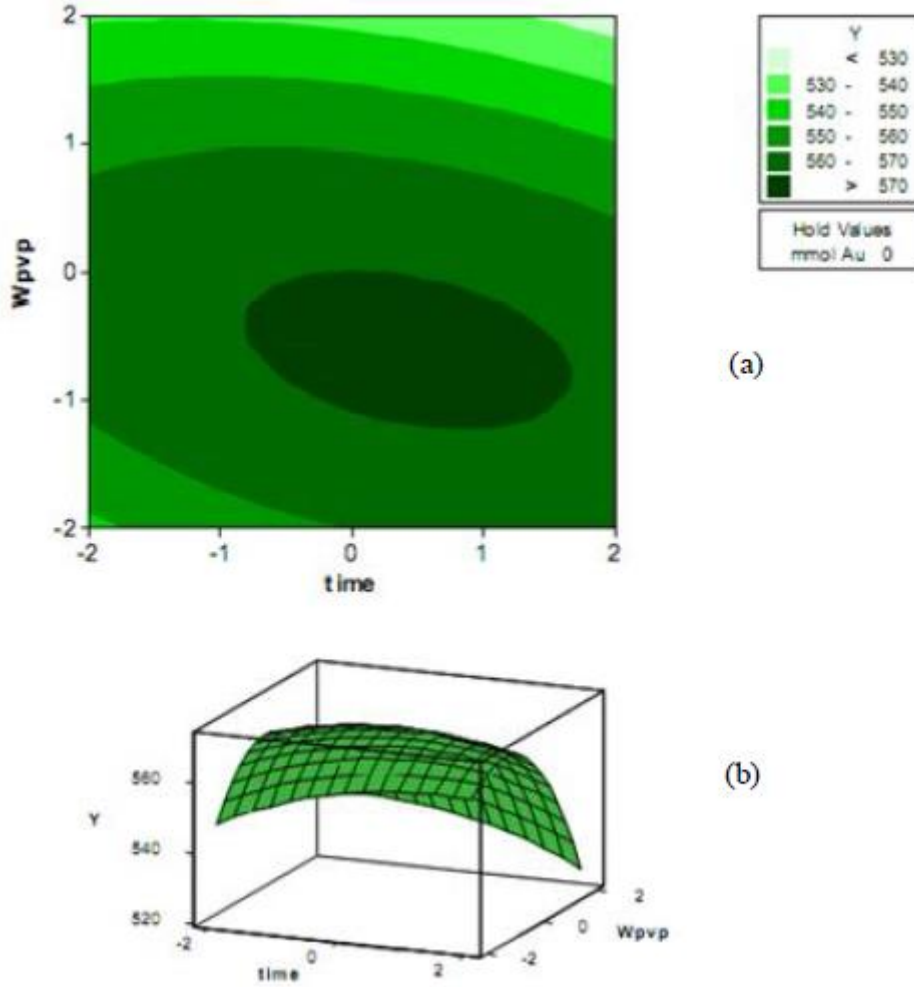 2
1
0
-1
-2
Wpvp
-2 -1 0 1 2
time
Y
< 530
530 - 540
540 - 550
550 - 560
560 - 570
> 570
Hold Values
mmol Au 0
(a)
560
540
520
Y
-2 0 2
time
-2 0 2
Wpvp
(b)